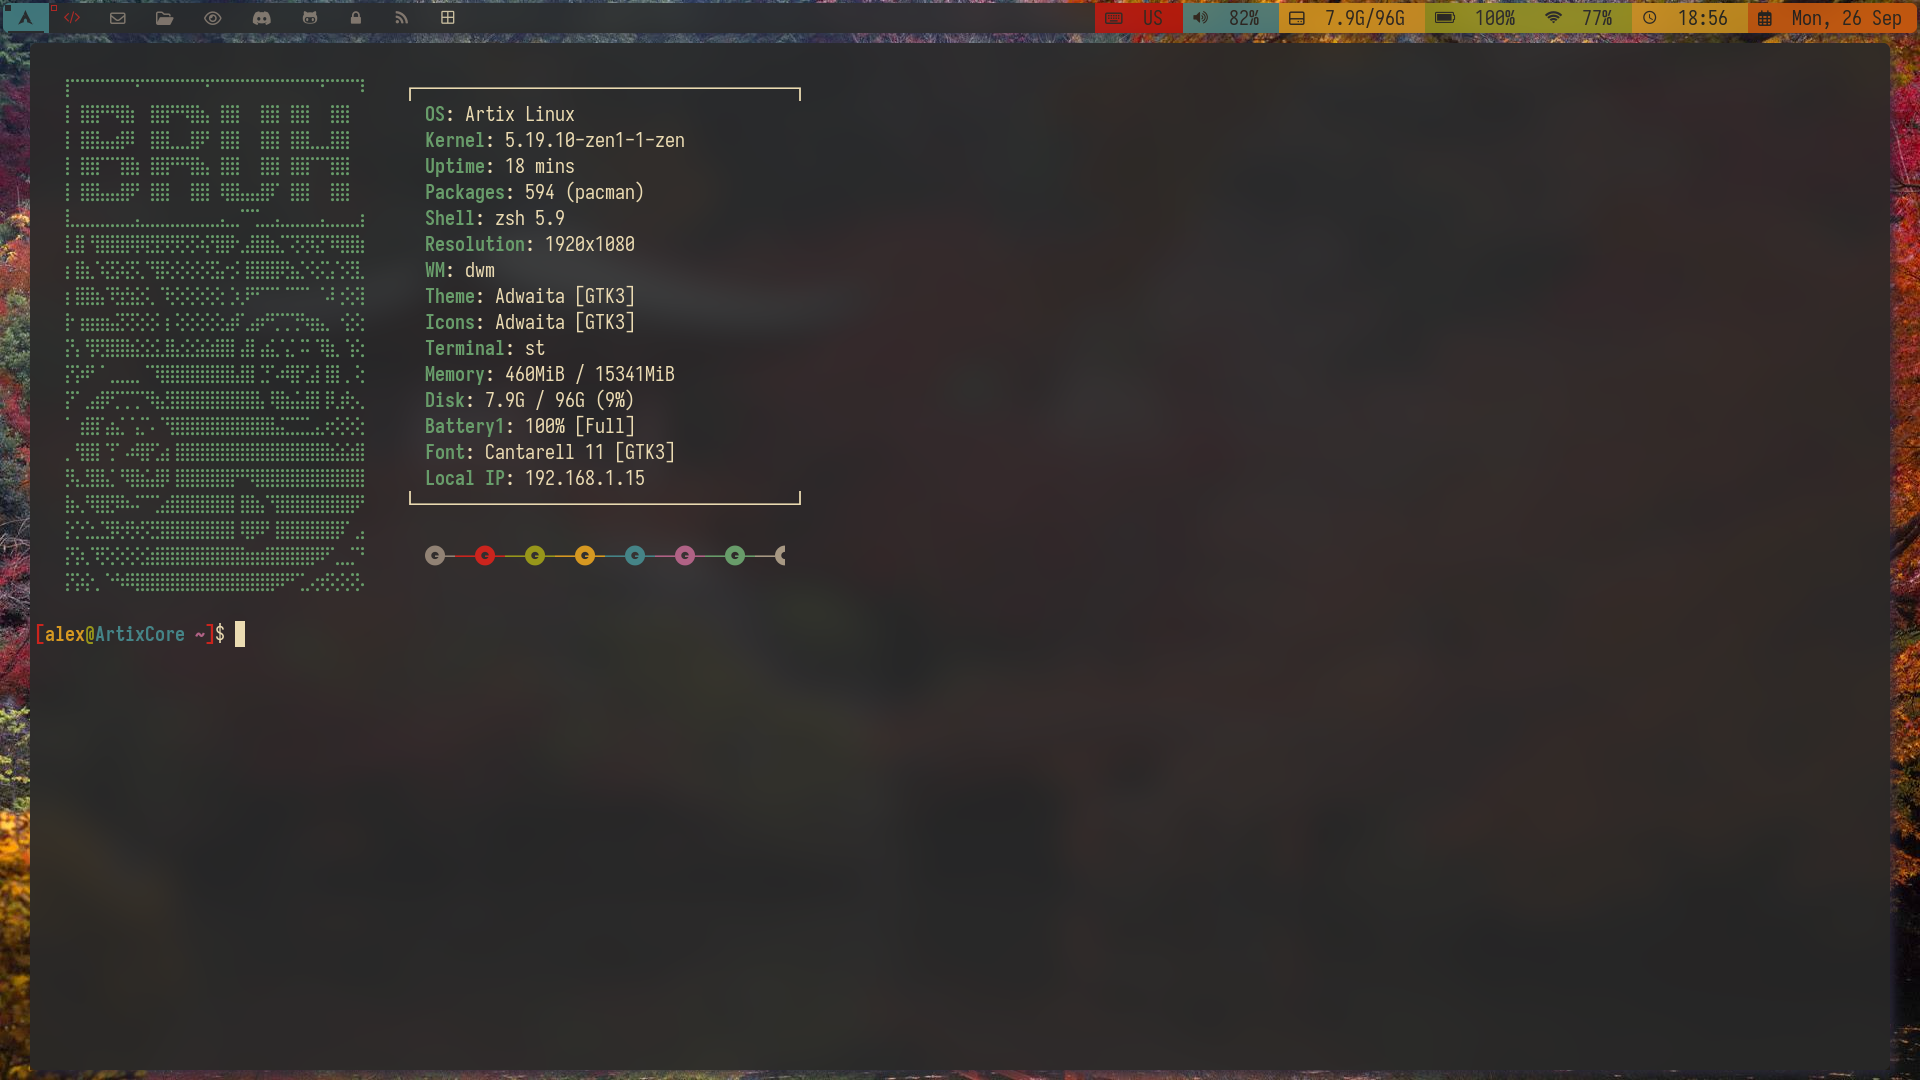 US 82% 7.9G/96G 100% 77% 18:56 Mon, 26 Sep
BRUH
OS: Artix Linux
Kernel: 5.19.10-zen1-1-zen
Uptime: 18 mins
Packages: 594 (pacman)
Shell: zsh 5.9
Resolution: 1920x1080
WM: dwm
Theme: Adwaita [GTK3]
Icons: Adwaita [GTK3]
Terminal: st
Memory: 460MiB / 15341MiB
Disk: 7.9G / 96G (9%)
Battery1: 100% [Full]
Font: Cantarell 11 [GTK3]
Local IP: 192.168.1.15
[alex@ArtixCore ~]$